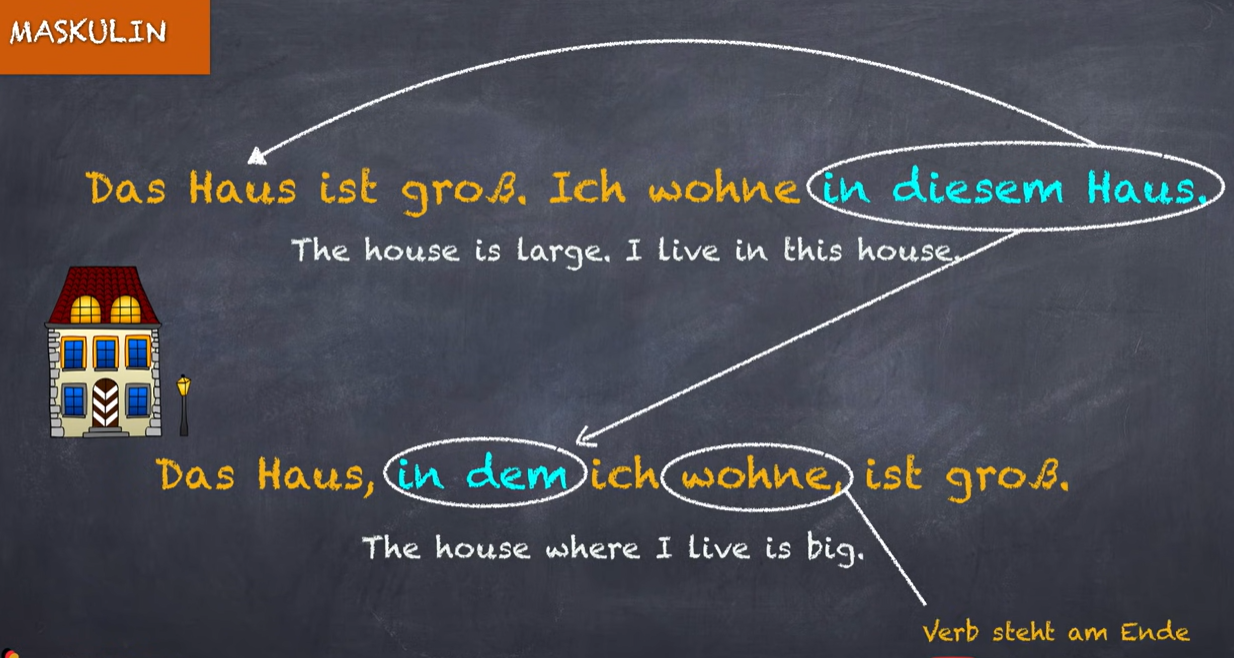 MASKULIN
Das Haus ist groß. Ich wohne in diesem Haus.
The house is large. I live in this house.
Das Haus, in dem ich wohne, ist groß.
The house where I live is big.
Verb steht am Ende